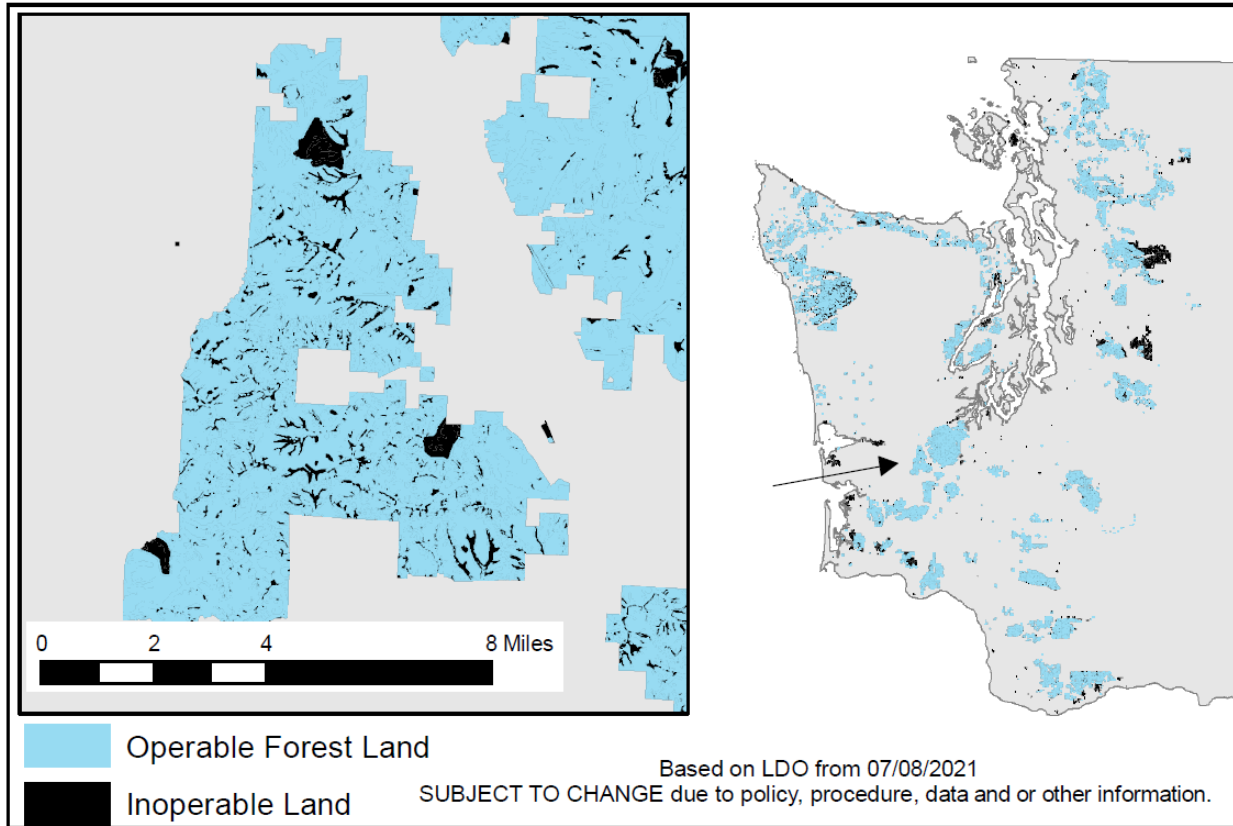 0 2 4 8 Miles
Operable Forest Land
Inoperable Land
Based on LDO from 07/08/2021
SUBJECT TO CHANGE due to policy, procedure, data and or other information.